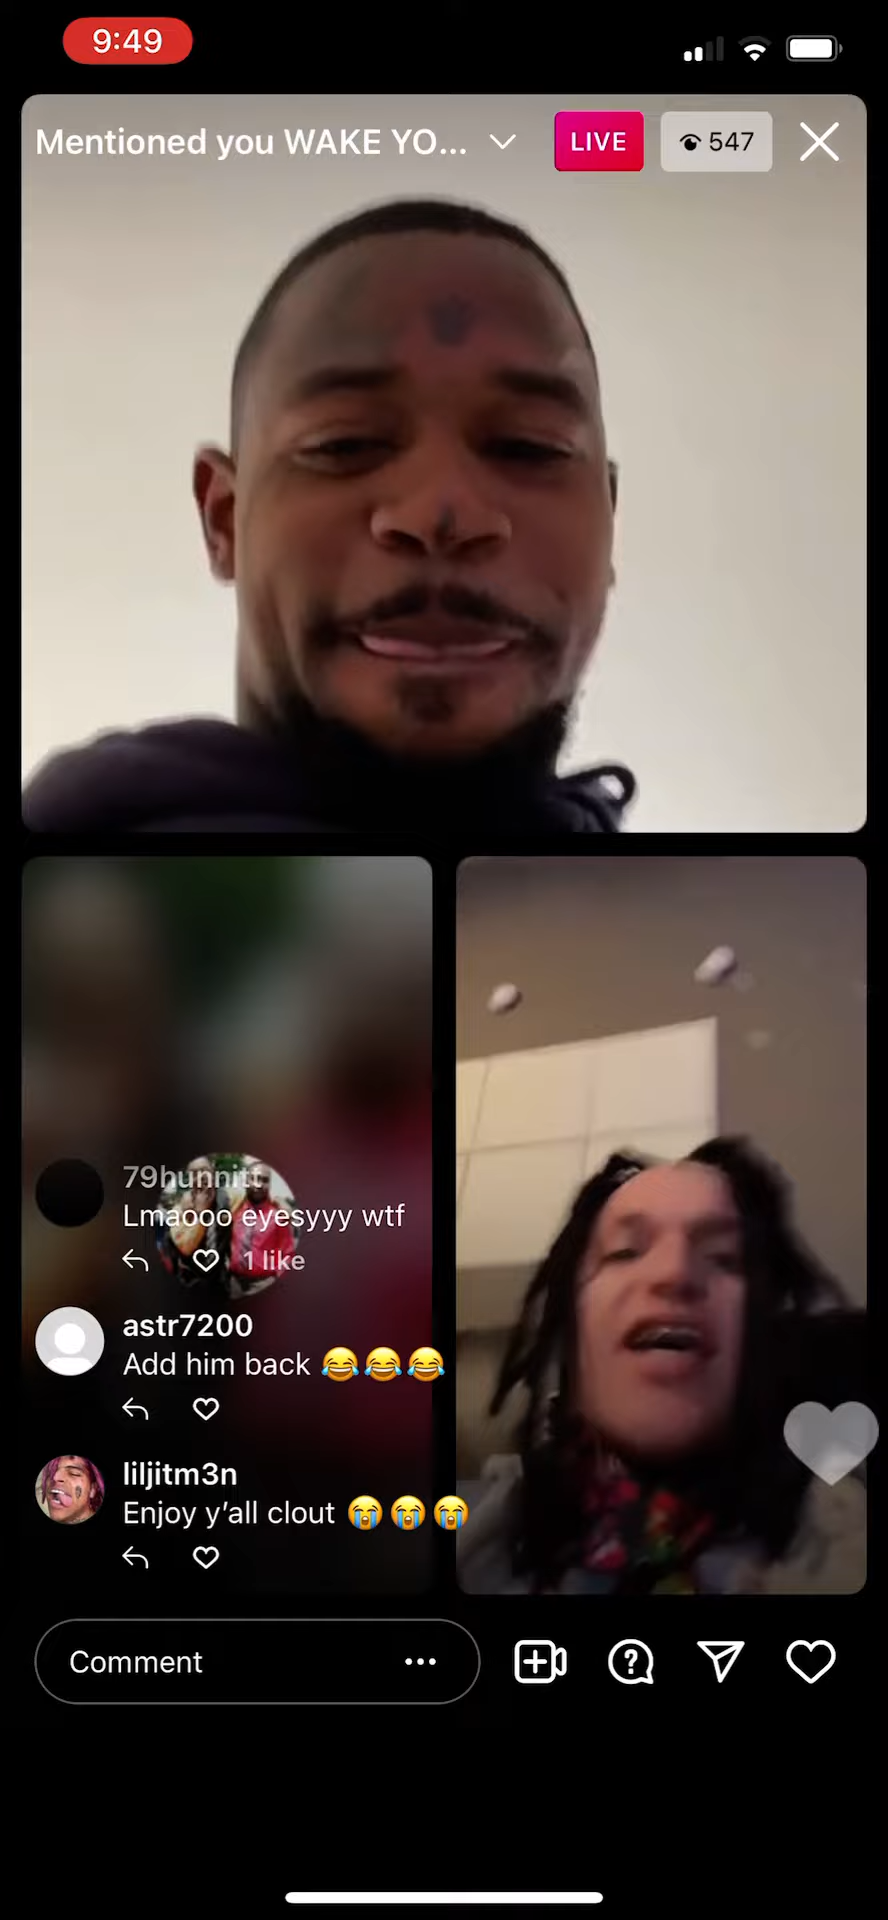 9:49
Mentioned you WAKE YO...
LIVE
547
79hunnitt
Lmaooo eyesyyy wtf
1 like
astr7200
Add him back 😂😂😂
liljitm3n
Enjoy y’all clout 😭😭😭
Comment